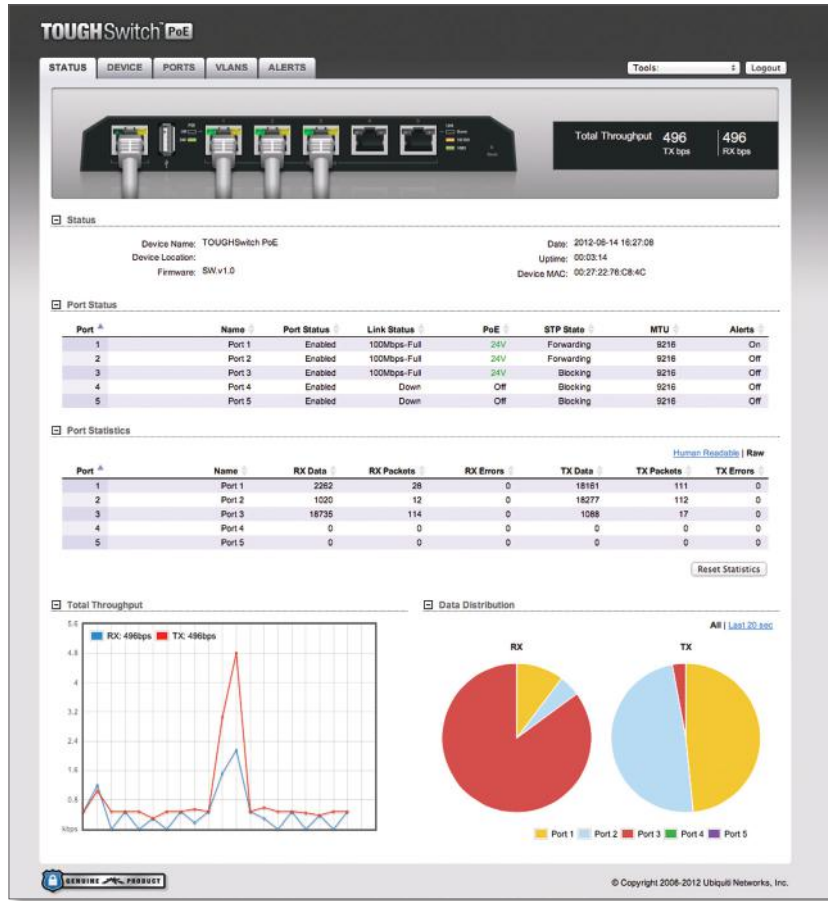 TOUGHSwitch™ PoE
STATUS DEVICE PORTS VLANS ALERTS Tools: Logout
Total Throughput 496 496
TX bps RX bps
Status
Device Name: TOUGHSwitch PoE Date: 2012-06-14 16:27:08
Device Location: Uptime: 00:03:14
Firmware: SW.v1.0 Device MAC: 00:27:22:76:C8:4C
Port Status
Port Name Port Status Link Status PoE STP State MTU Alerts
1 Port 1 Enabled 100Mbps-Full 24V Forwarding 9216 On
2 Port 2 Enabled 100Mbps-Full 24V Forwarding 9216 Off
3 Port 3 Enabled 100Mbps-Full 24V Blocking 9216 Off
4 Port 4 Enabled Down Off Blocking 9216 Off
5 Port 5 Enabled Down Off Blocking 9216 Off
Port Statistics
Human Readable | Raw
Port Name RX Data RX Packets RX Errors TX Data TX Packets TX Errors
1 Port 1 2262 28 0 18161 111 0
2 Port 2 1020 12 0 18277 112 0
3 Port 3 18735 114 0 1088 17 0
4 Port 4 0 0 0 0 0 0
5 Port 5 0 0 0 0 0 0
Reset Statistics
Total Throughput
5.6
RX: 496bps TX: 496bps
4.8
4
3.2
2.4
1.6
0.8
kbps
Data Distribution
All | Last 20 sec
RX TX
Port 1 Port 2 Port 3 Port 4 Port 5
GENUINE PRODUCT
© Copyright 2006-2012 Ubiquiti Networks, Inc.